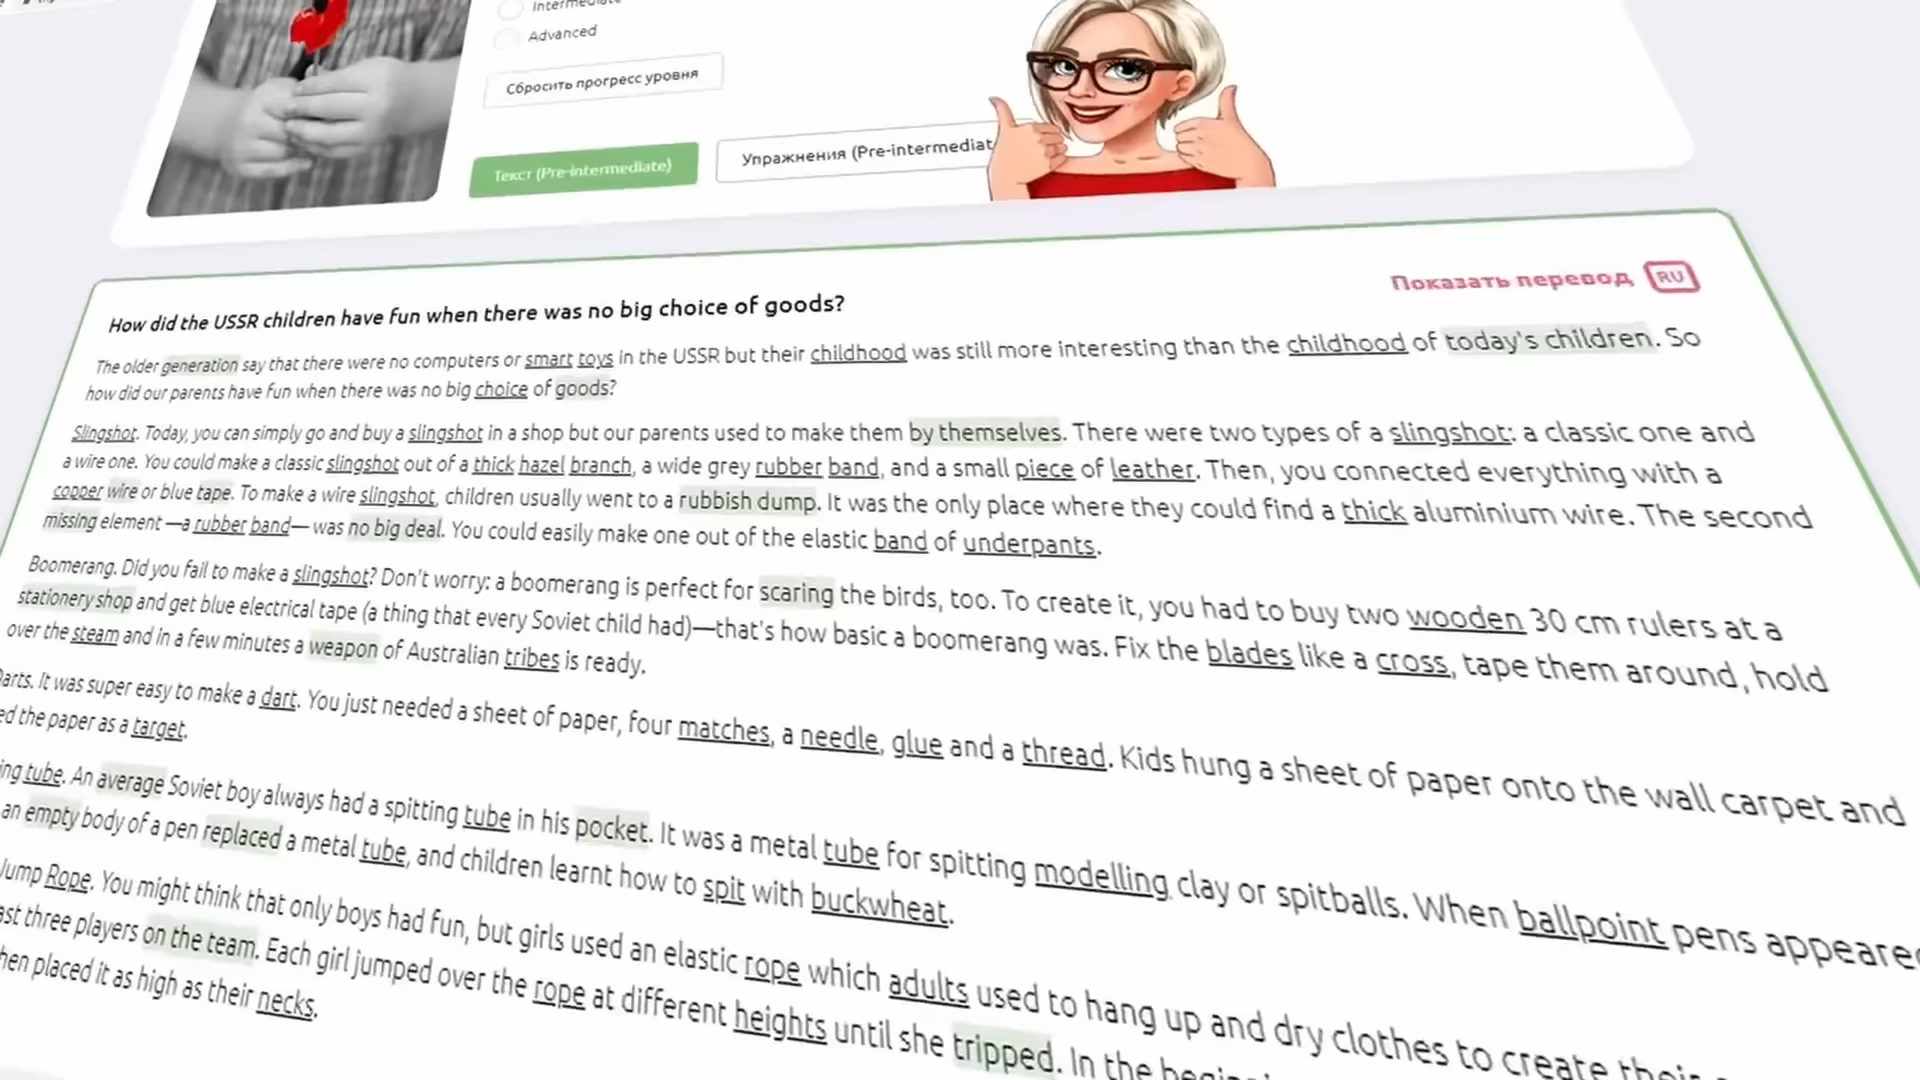 Intermediate
Advanced
Сбросить прогресс уровня
Текст (Pre-intermediate)
Упражнения (Pre-intermediat
Показать перевод RU
How did the USSR children have fun when there was no big choice of goods?
The older generation say that there were no computers or smart toys in the USSR but their childhood was still more interesting than the childhood of today's children. So
how did our parents have fun when there was no big choice of goods?
Slingshot. Today, you can simply go and buy a slingshot in a shop but our parents used to make them by themselves. There were two types of a slingshot: a classic one and
a wire one. You could make a classic slingshot out of a thick hazel branch, a wide grey rubber band, and a small piece of leather. Then, you connected everything with a
copper wire or blue tape. To make a wire slingshot, children usually went to a rubbish dump. It was the only place where they could find a thick aluminium wire. The second
missing element —a rubber band— was no big deal. You could easily make one out of the elastic band of underpants.
Boomerang. Did you fail to make a slingshot? Don't worry: a boomerang is perfect for scaring the birds, too. To create it, you had to buy two wooden 30 cm rulers at a
stationery shop and get blue electrical tape (a thing that every Soviet child had)—that's how basic a boomerang was. Fix the blades like a cross, tape them around, hold
over the steam and in a few minutes a weapon of Australian tribes is ready.
Darts. It was super easy to make a dart. You just needed a sheet of paper, four matches, a needle, glue and a thread. Kids hung a sheet of paper onto the wall carpet and
ed the paper as a target.
ing tube. An average Soviet boy always had a spitting tube in his pocket. It was a metal tube for spitting modelling clay or spitballs. When ballpoint pens appeared
an empty body of a pen replaced a metal tube, and children learnt how to spit with buckwheat.
Jump Rope. You might think that only boys had fun, but girls used an elastic rope which adults used to hang up and dry clothes to create their
ast three players on the team. Each girl jumped over the rope at different heights until she tripped. In the
hen placed it as high as their necks.